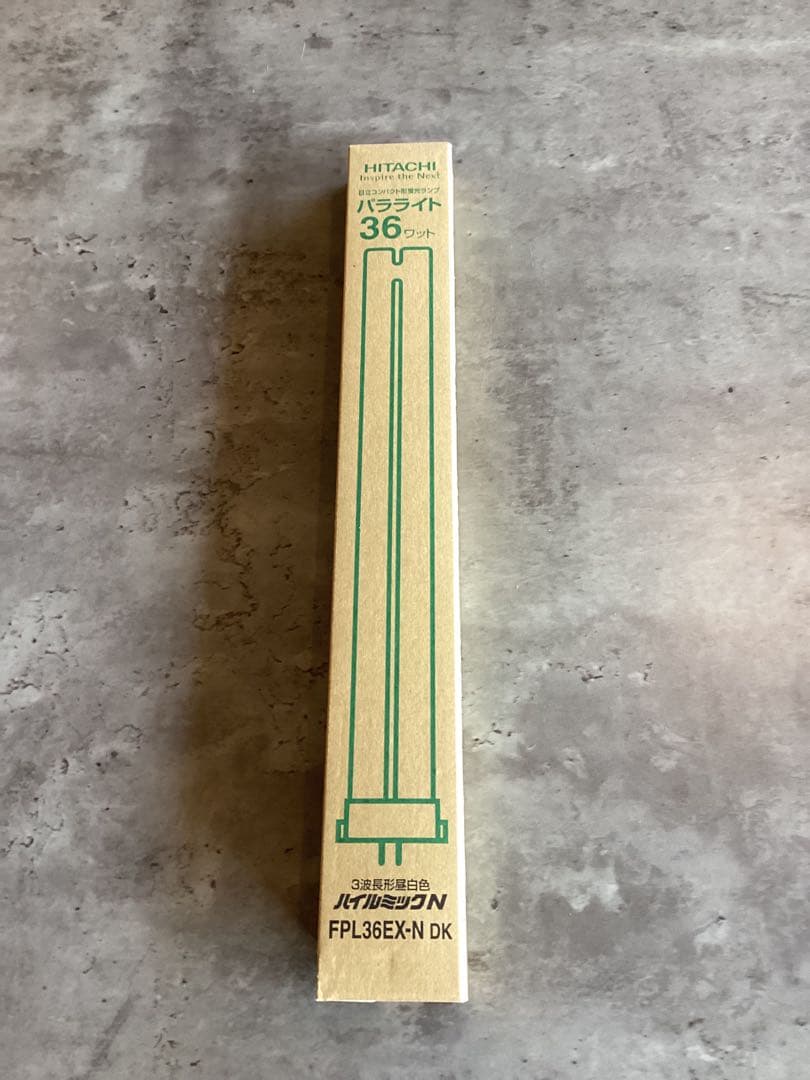 HITACHI
Inspire the Next
日立コンパクト形蛍光ランプ
パラライト
36ワット
3波長形昼白色
ハイルミックN
FPL36EX-N DK